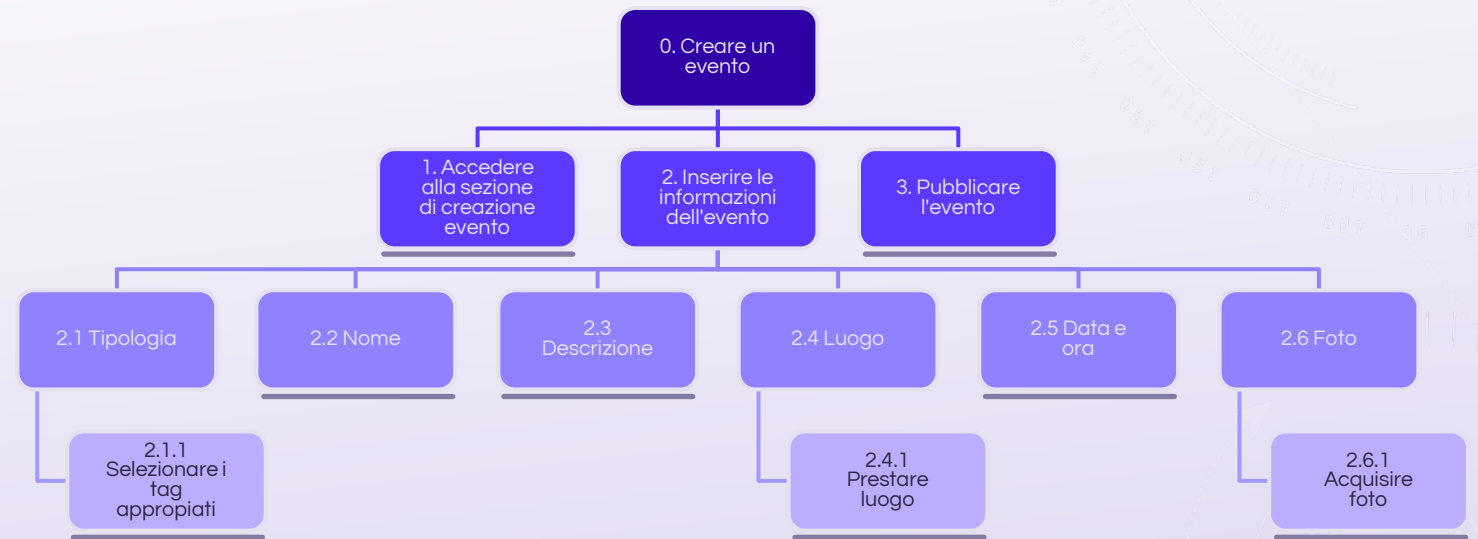 0. Creare un
evento
1. Accedere
alla sezione
di creazione
evento
2. Inserire le
informazioni
dell'evento
3. Pubblicare
l'evento
2.1 Tipologia
2.2 Nome
2.3
Descrizione
2.4 Luogo
2.5 Data e
ora
2.6 Foto
2.1.1
Selezionare i
tag
appropiati
2.4.1
Prestare
luogo
2.6.1
Acquisire
foto